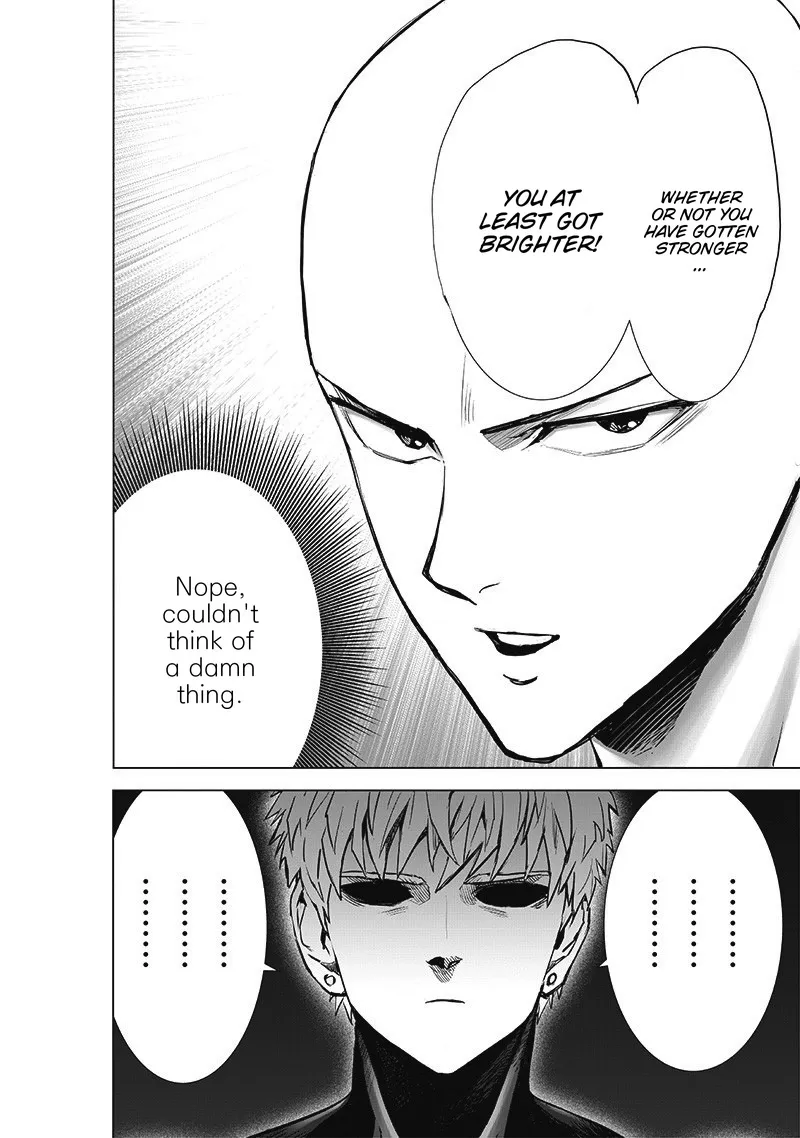 WHETHER
OR NOT YOU
HAVE GOTTEN
STRONGER
...
YOU AT
LEAST GOT
BRIGHTER!
Nope,
couldn't
think of
a damn
thing.